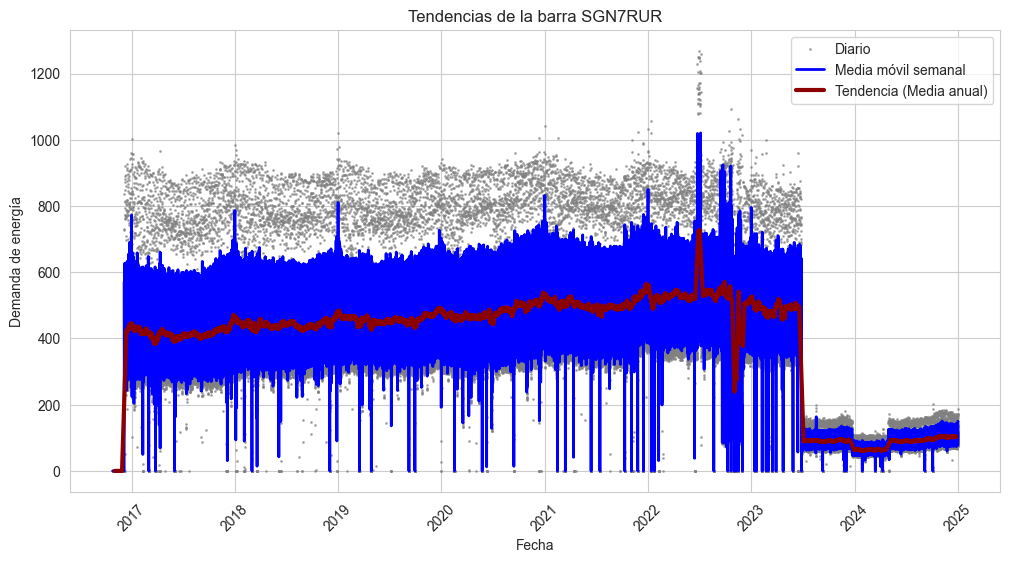 Tendencias de la barra SGN7RUR
Diario
Media móvil semanal
Tendencia (Media anual)
Demanda de energía
1200
1000
800
600
400
200
0
2017
2018
2019
2020
2021
2022
2023
2024
2025
Fecha